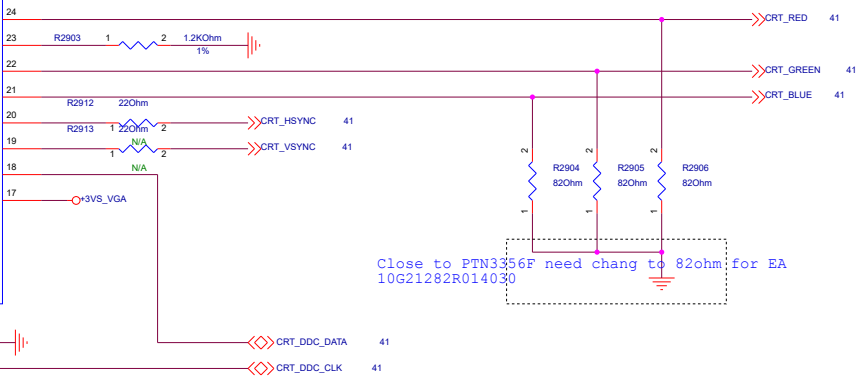 24 CRT_RED 41
23 R2903 1 2 1.2KOhm
1%
22 CRT_GREEN 41
21 CRT_BLUE 41
R2912 22Ohm
20 1 2 CRT_HSYNC 41
R2913 22Ohm
N/A
19 1 2 CRT_VSYNC 41
18 N/A
17 +3VS_VGA
2 2 2
R2904 R2905 R2906
82Ohm 82Ohm 82Ohm
1 1 1
Close to PTN3356F need chang to 82ohm for EA
10G21282R014030
CRT_DDC_DATA 41
CRT_DDC_CLK 41